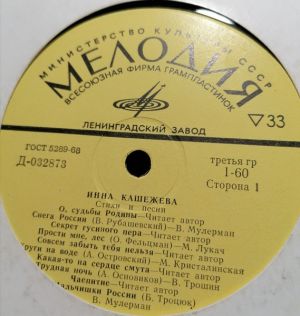 МИНИСТЕРСТВО КУЛЬТУРЫ СССР
МЕЛОДИЯ
ВСЕСОЮЗНАЯ ФИРМА ГРАМПЛАСТИНОК
ЛЕНИНГРАДСКИЙ ЗАВОД
33
ГОСТ 5289-68
Д-032873
третья гр
1-60
Сторона 1
ИННА КАШЕЖЕВА
Стихи и песни
О, судьбы Родины—Читает автор
Снега России (В. Рубашевский)—В. Мулерман
Секрет гусиного пера—Читает автор
Прости мне, лес (О. Фельцман)—М. Лукач
Совсем забыть тебя нельзя—Читает автор
Круги на воде (А. Островский)—М. Кристалинская
Какая-то на сердце смута—Читает автор
Трудная ночь (А. Основиков)—В. Трошин
Чаепитие—Читает автор
Мальчишки России (Б. Троцюк)
В. Мулерман